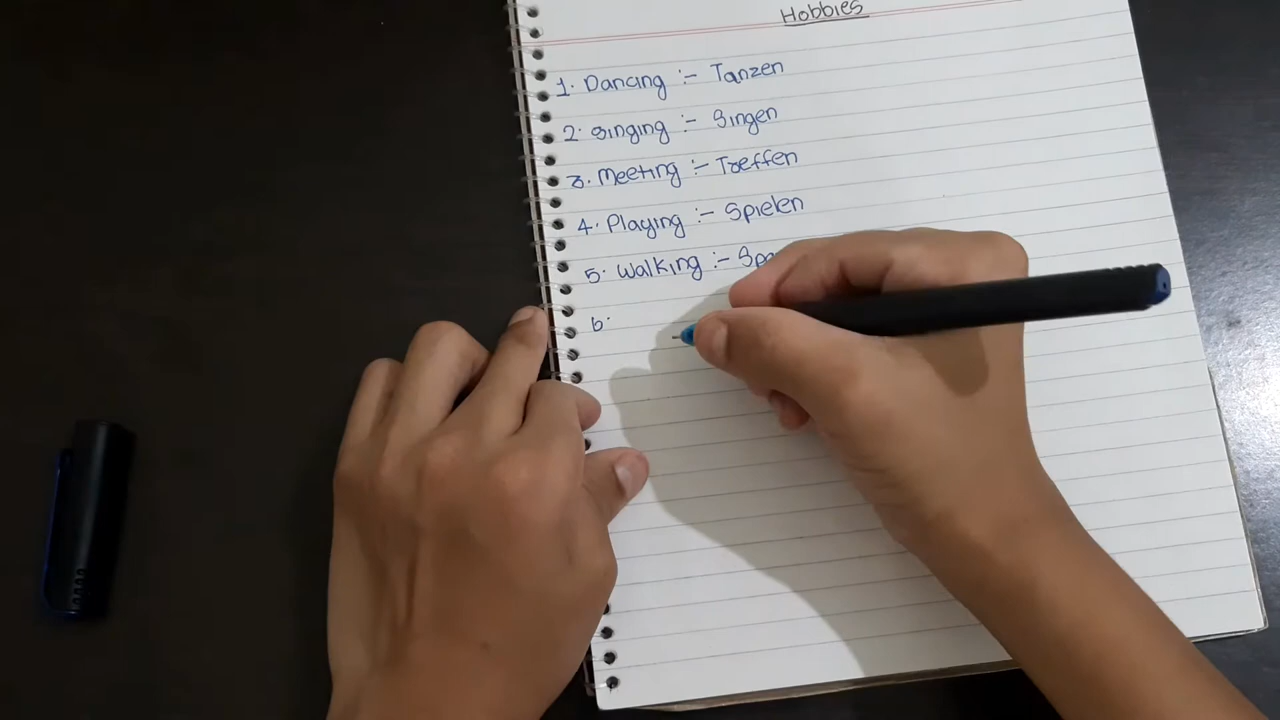 Hobbies
1. Dancing :- Tanzen
2. Singing :- Singen
3. Meeting :- Treffen
4. Playing :- Spielen
5. Walking :-
6.